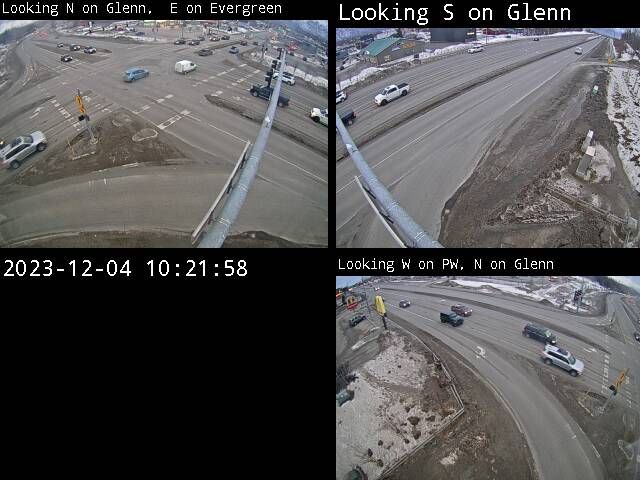 Looking N on Glenn,  E on Evergreen
Looking S on Glenn
2023-12-04 10:21:58
Looking W on PW, N on Glenn